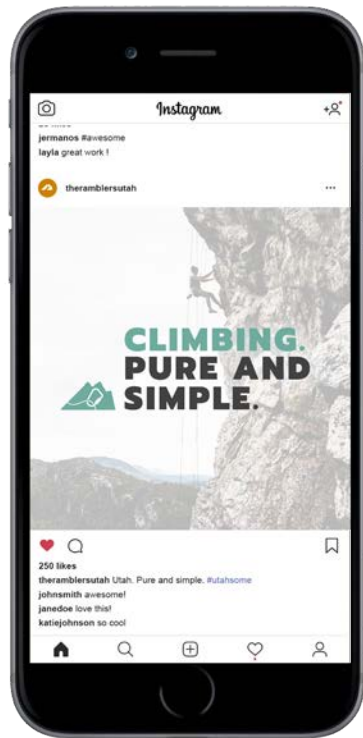 Instagram
jermanos #awesome
layla great work !
theramblersutah
CLIMBING.
PURE AND
SIMPLE.
250 likes
theramblersutah Utah. Pure and simple. #utahsome
johnsmith awesome!
janedoe love this!
katiejohnson so cool